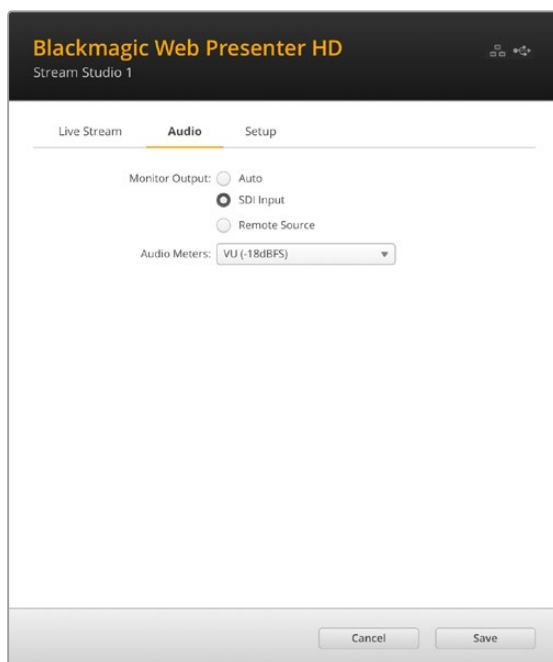 Blackmagic Web Presenter HD
Stream Studio 1
Live Stream Audio Setup
Monitor Output: Auto
SDI Input
Remote Source
Audio Meters: VU (-18dBFS)
Cancel Save